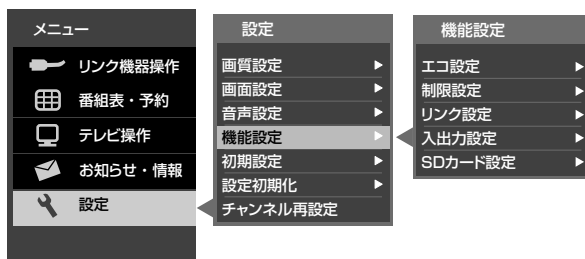 メニュー
リンク機器操作
番組表・予約
テレビ操作
お知らせ・情報
設定
設定
画質設定
画面設定
音声設定
機能設定
初期設定
設定初期化
チャンネル再設定
機能設定
エコ設定
制限設定
リンク設定
入出力設定
SDカード設定